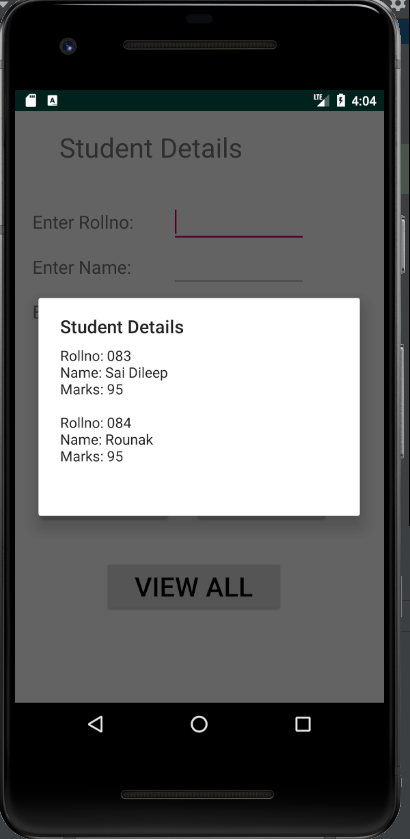 LTE 4:04
Student Details
Enter Rollno:
Enter Name:
E
Student Details
Rollno: 083
Name: Sai Dileep
Marks: 95
Rollno: 084
Name: Rounak
Marks: 95
VIEW ALL